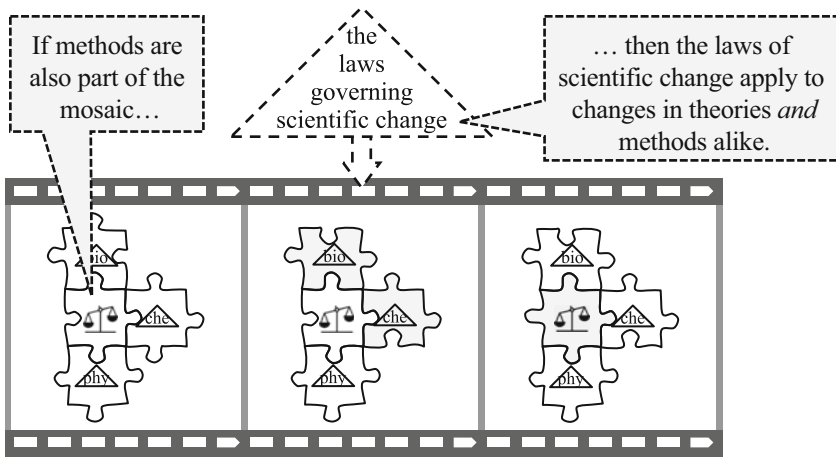 If methods are
also part of the
mosaic…
the
laws
governing
scientific change
… then the laws of
scientific change apply to
changes in theories and
methods alike.
bio
che
phy
bio
che
phy
bio
che
phy